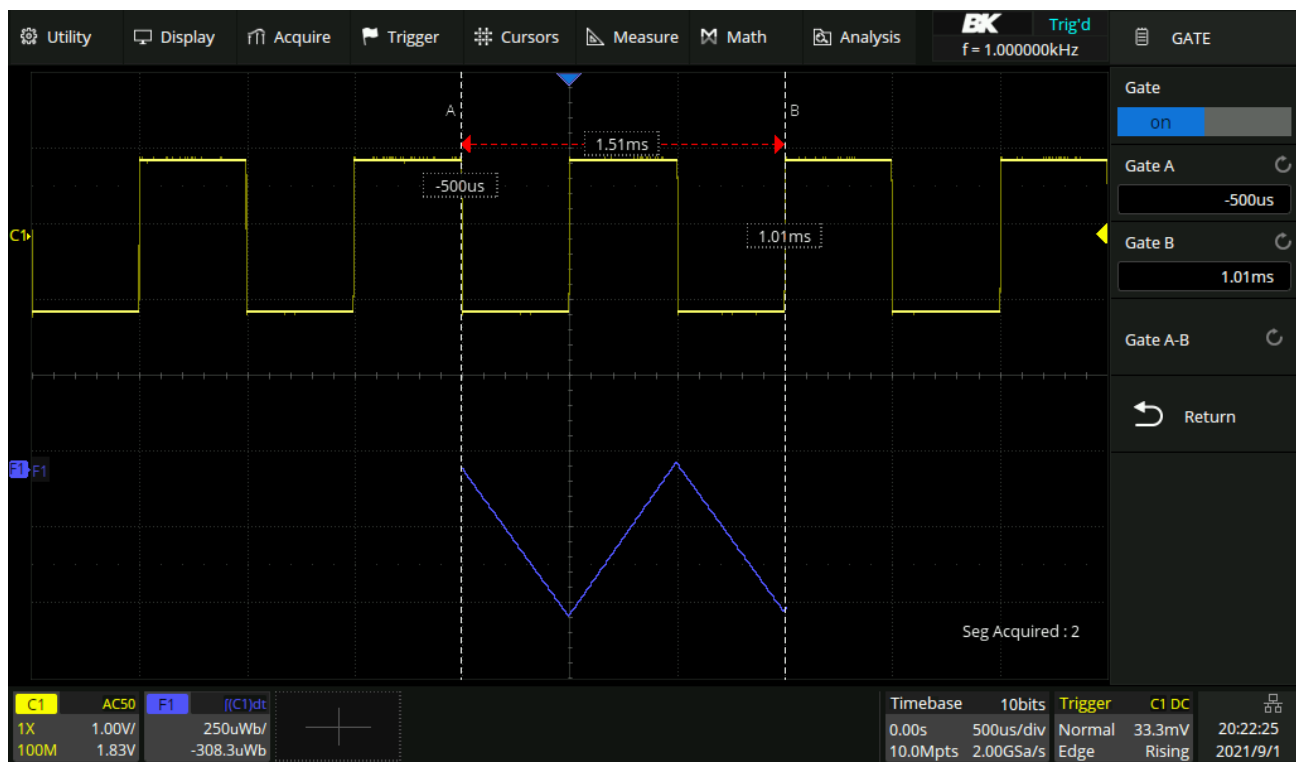 Utility Display Acquire Trigger Cursors Measure Math Analysis BK Trig'd GATE
f = 1.000000kHz
Gate
on
A B
1.51ms
Gate A
-500us
-500us
C1
1.01ms
Gate B
1.01ms
Gate A-B
Return
F1 F1
Seg Acquired : 2
C1 AC50 F1 ∫(C1)dt Timebase 10bits Trigger C1 DC
1X 1.00V/ 250uWb/ 0.00s 500us/div Normal 33.3mV 20:22:25
100M 1.83V -308.3uWb 10.0Mpts 2.00GSa/s Edge Rising 2021/9/1